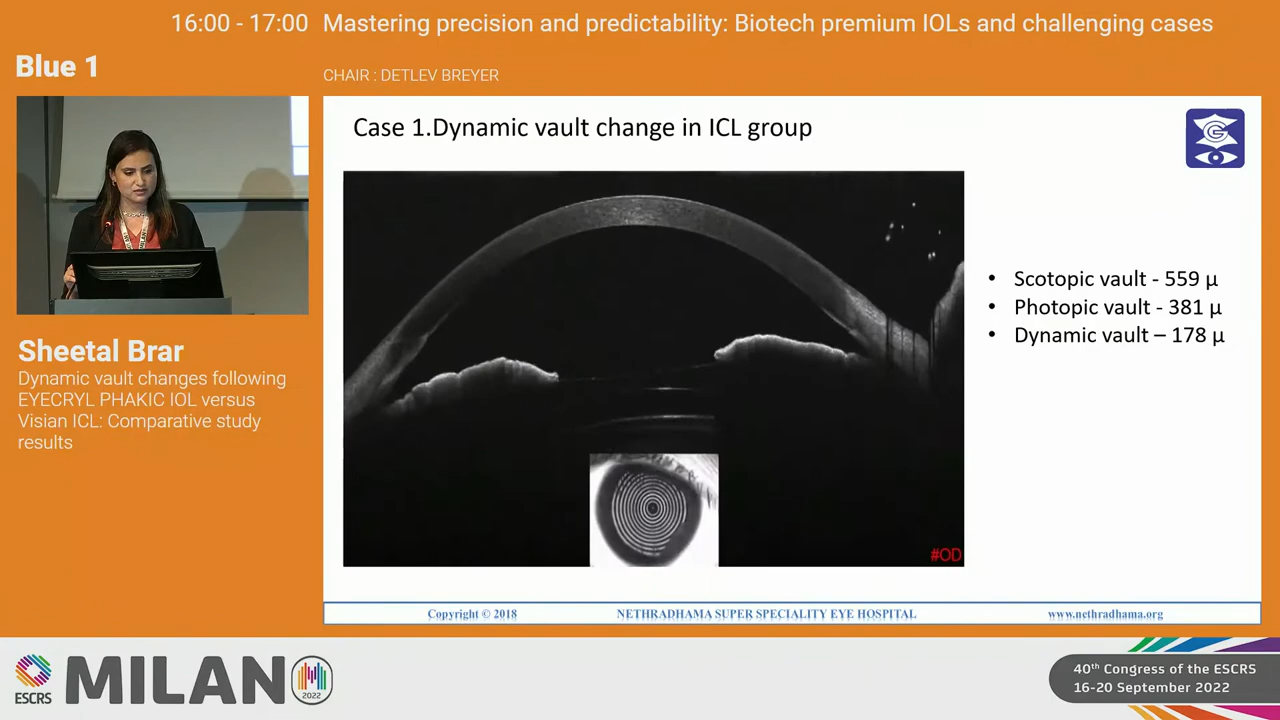 16:00 - 17:00 Mastering precision and predictability: Biotech premium IOLs and challenging cases
Blue 1
CHAIR : DETLEV BREYER
Case 1.Dynamic vault change in ICL group
G
• Scotopic vault - 559 µ
• Photopic vault - 381 µ
• Dynamic vault – 178 µ
MILAN
Sheetal Brar
Dynamic vault changes following
EYECRYL PHAKIC IOL versus
Visian ICL: Comparative study
results
#OD
Copyright © 2018 NETHRADHAMA SUPER SPECIALITY EYE HOSPITAL www.nethradhama.org
ESCRS
MILANO
2022
40th Congress of the ESCRS
16-20 September 2022